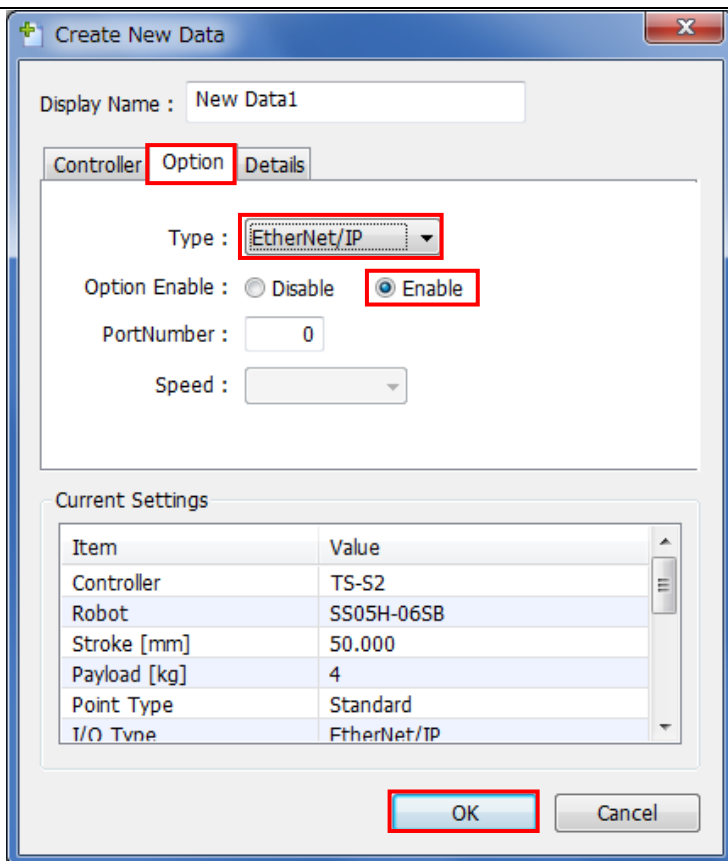 Create New Data
Display Name : New Data1
Controller Option Details
Type : EtherNet/IP
Option Enable : Disable Enable
PortNumber : 0
Speed :
Current Settings
Item Value
Controller TS-S2
Robot SS05H-06SB
Stroke [mm] 50.000
Payload [kg] 4
Point Type Standard
I/O Type EtherNet/IP
OK Cancel